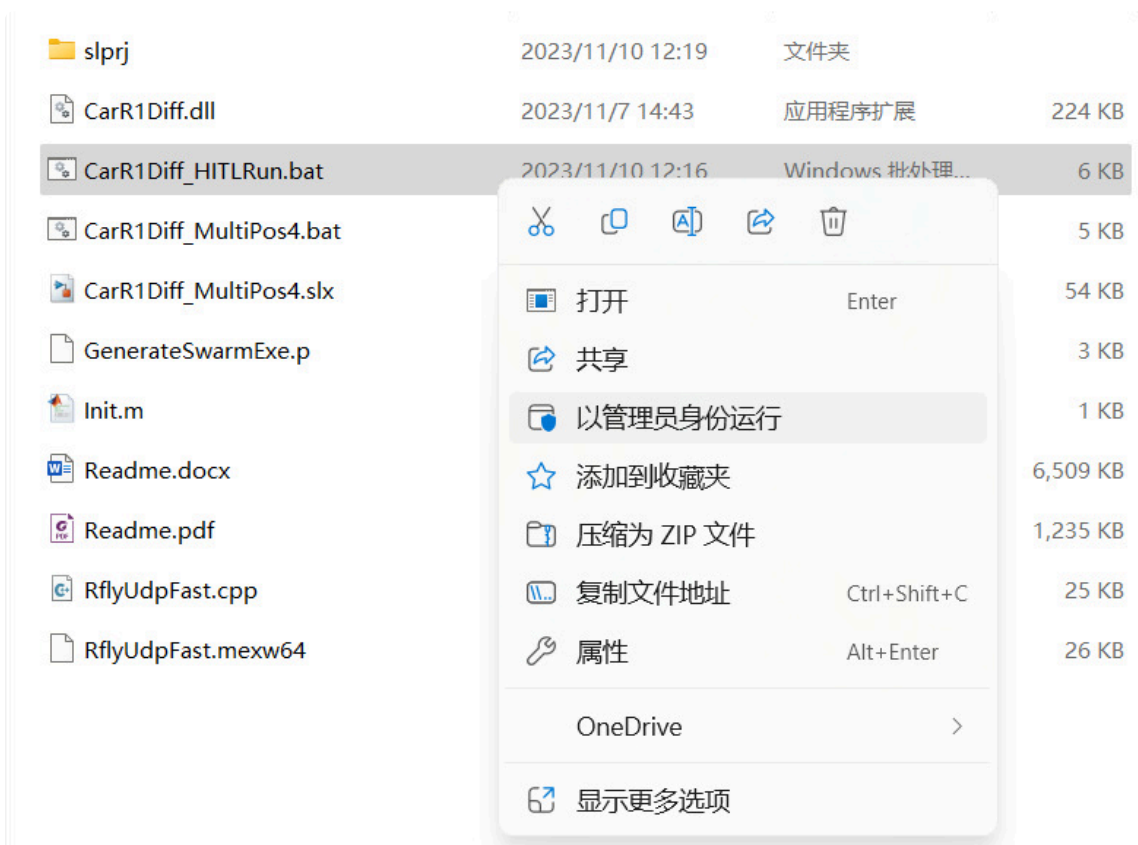 slprj 2023/11/10 12:19 文件夹
CarR1Diff.dll 2023/11/7 14:43 应用程序扩展 224 KB
CarR1Diff_HITLRun.bat 2023/11/10 12:16 Windows 批处理... 6 KB
CarR1Diff_MultiPos4.bat 5 KB
CarR1Diff_MultiPos4.slx 54 KB
GenerateSwarmExe.p 3 KB
Init.m 1 KB
Readme.docx 6,509 KB
Readme.pdf 1,235 KB
RflyUdpFast.cpp 25 KB
RflyUdpFast.mexw64 26 KB
打开 Enter
共享
以管理员身份运行
添加到收藏夹
压缩为 ZIP 文件
复制文件地址 Ctrl+Shift+C
属性 Alt+Enter
OneDrive
显示更多选项